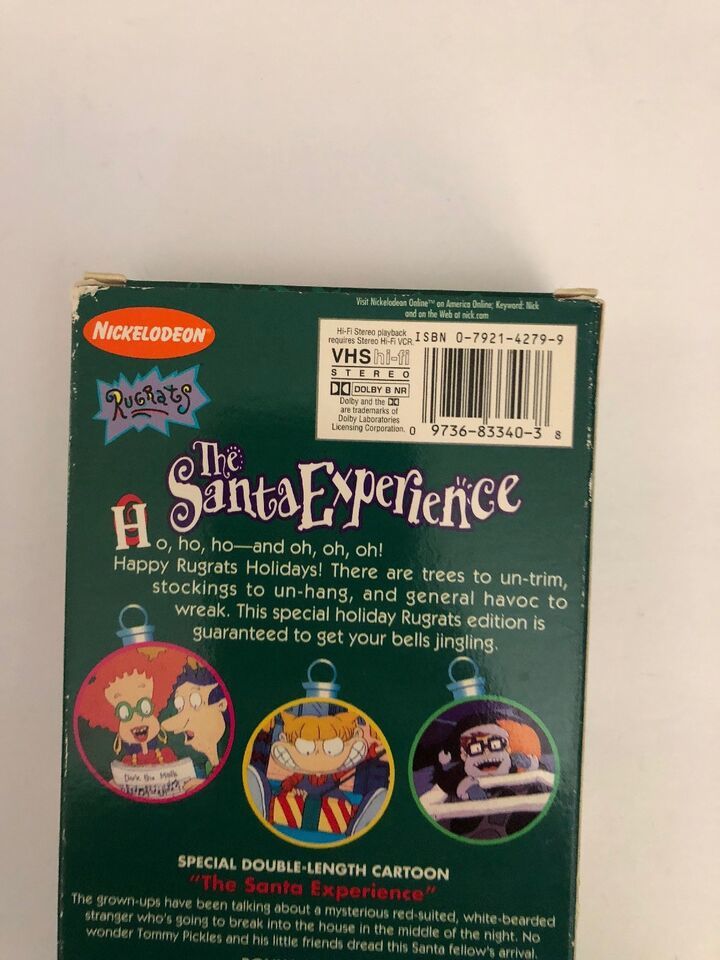 Visit Nickelodeon Online™ on America Online; Keyword: Nick
and on the Web at nick.com
NICKELODEON
RUGRATS
Hi-Fi Stereo playback
requires Stereo Hi-Fi VCR
VHS hi-fi
STEREO
DOLBY B NR
Dolby and the
are trademarks of
Dolby Laboratories
Licensing Corporation.
ISBN 0-7921-4279-9
0 9736-83340-3 8
The
Santa Experience
Ho, ho, ho—and oh, oh, oh!
Happy Rugrats Holidays! There are trees to un-trim,
stockings to un-hang, and general havoc to
wreak. This special holiday Rugrats edition is
guaranteed to get your bells jingling.
SPECIAL DOUBLE-LENGTH CARTOON
"The Santa Experience"
The grown-ups have been talking about a mysterious red-suited, white-bearded
stranger who's going to break into the house in the middle of the night. No
wonder Tommy Pickles and his little friends dread this Santa fellow's arrival.